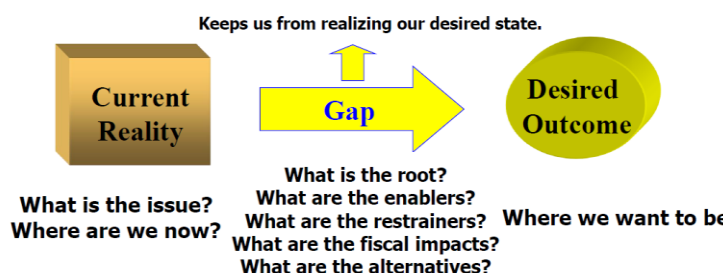 Keeps us from realizing our desired state.
Current
Reality
Gap
Desired
Outcome
What is the issue?
Where are we now?
What is the root?
What are the enablers?
What are the restrainers?
What are the fiscal impacts?
What are the alternatives?
Where we want to be